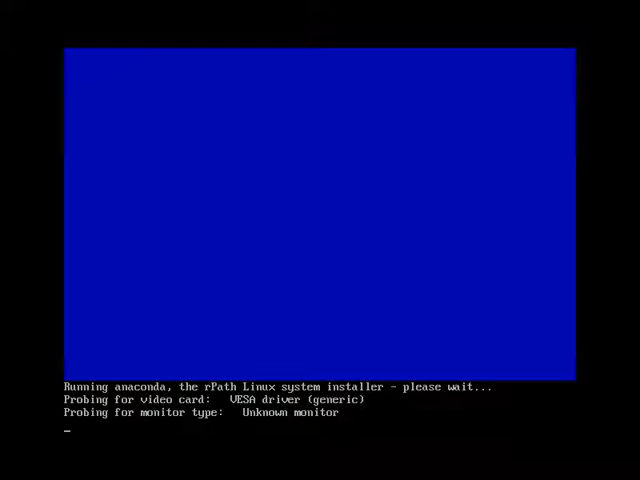 Running anaconda, the rPath Linux system installer - please wait...
Probing for video card:   VESA driver (generic)
Probing for monitor type:   Unknown monitor
_